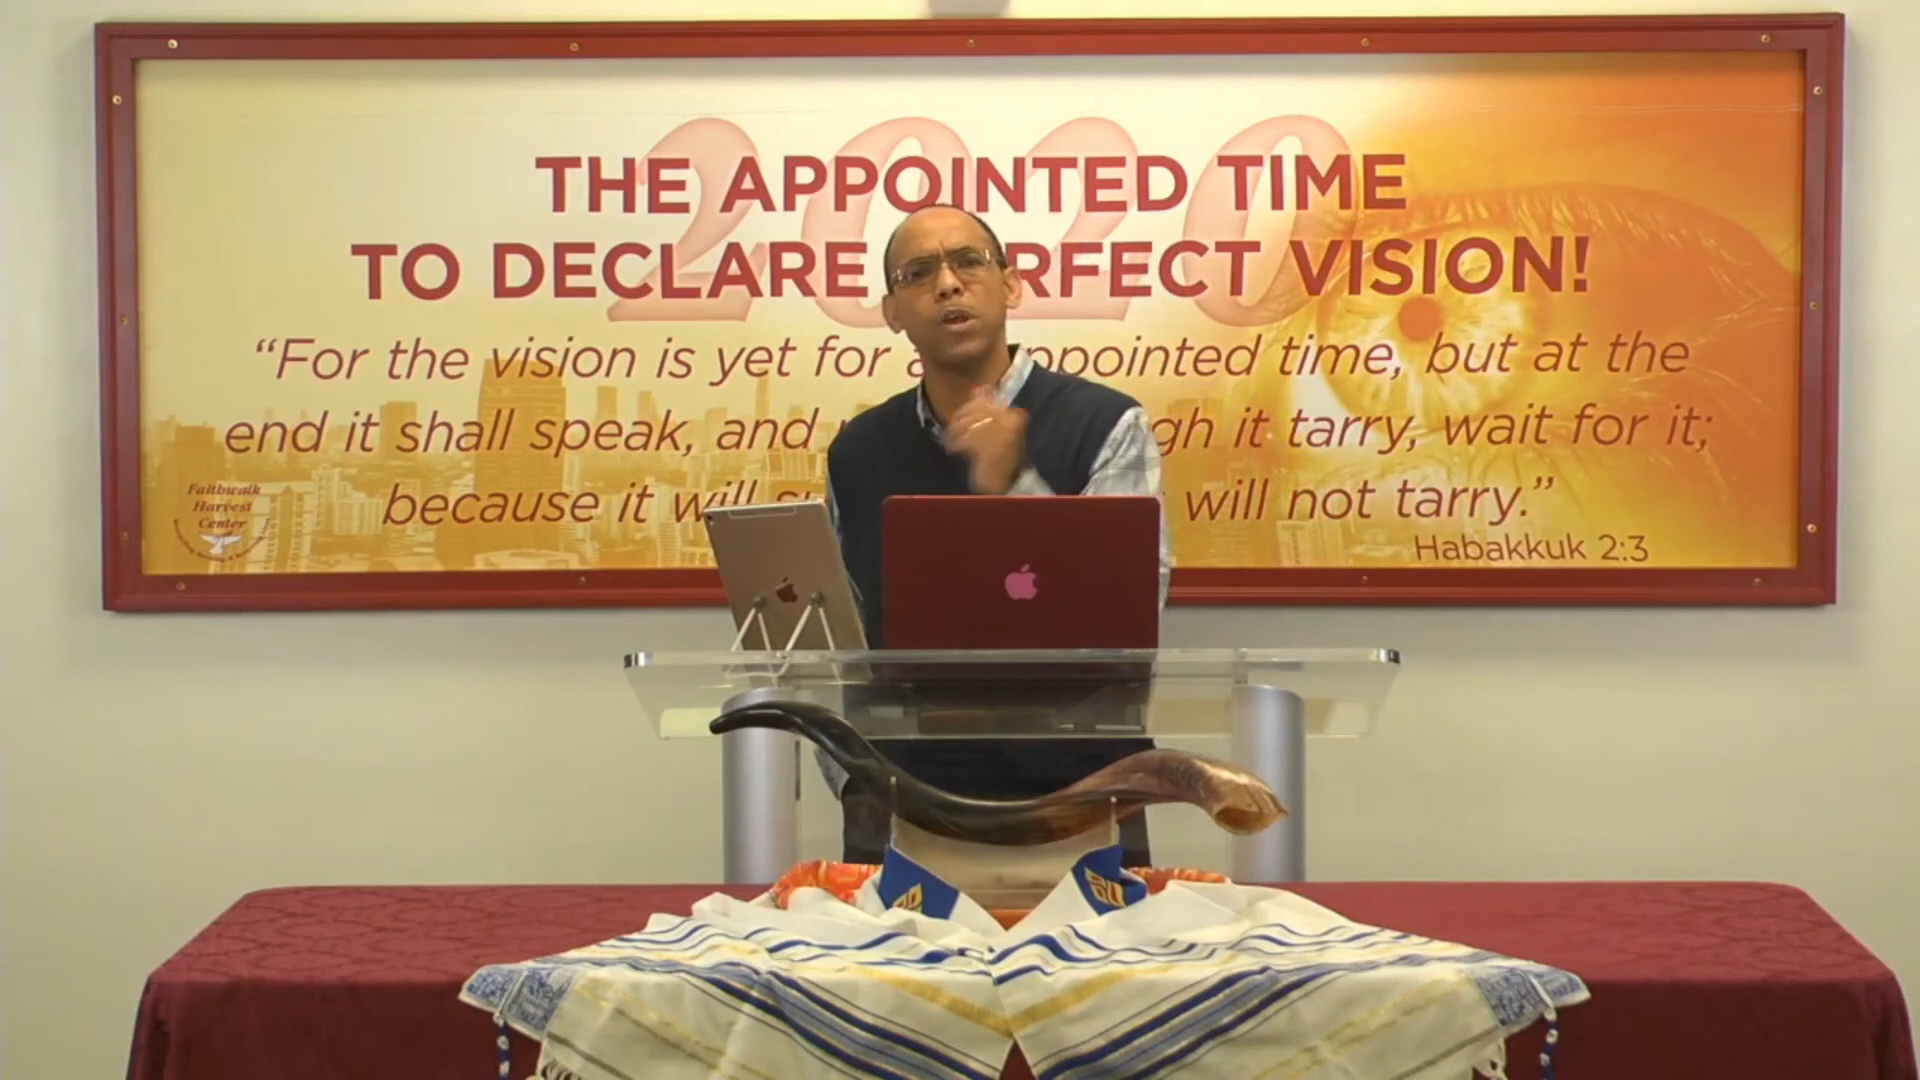 2020
THE APPOINTED TIME
TO DECLARE RFECT VISION!
“For the vision is yet for a ppointed time, but at the
end it shall speak, and gh it tarry, wait for it;
because it will will not tarry.”
Habakkuk 2:3
Faithwalk
Harvest
Center